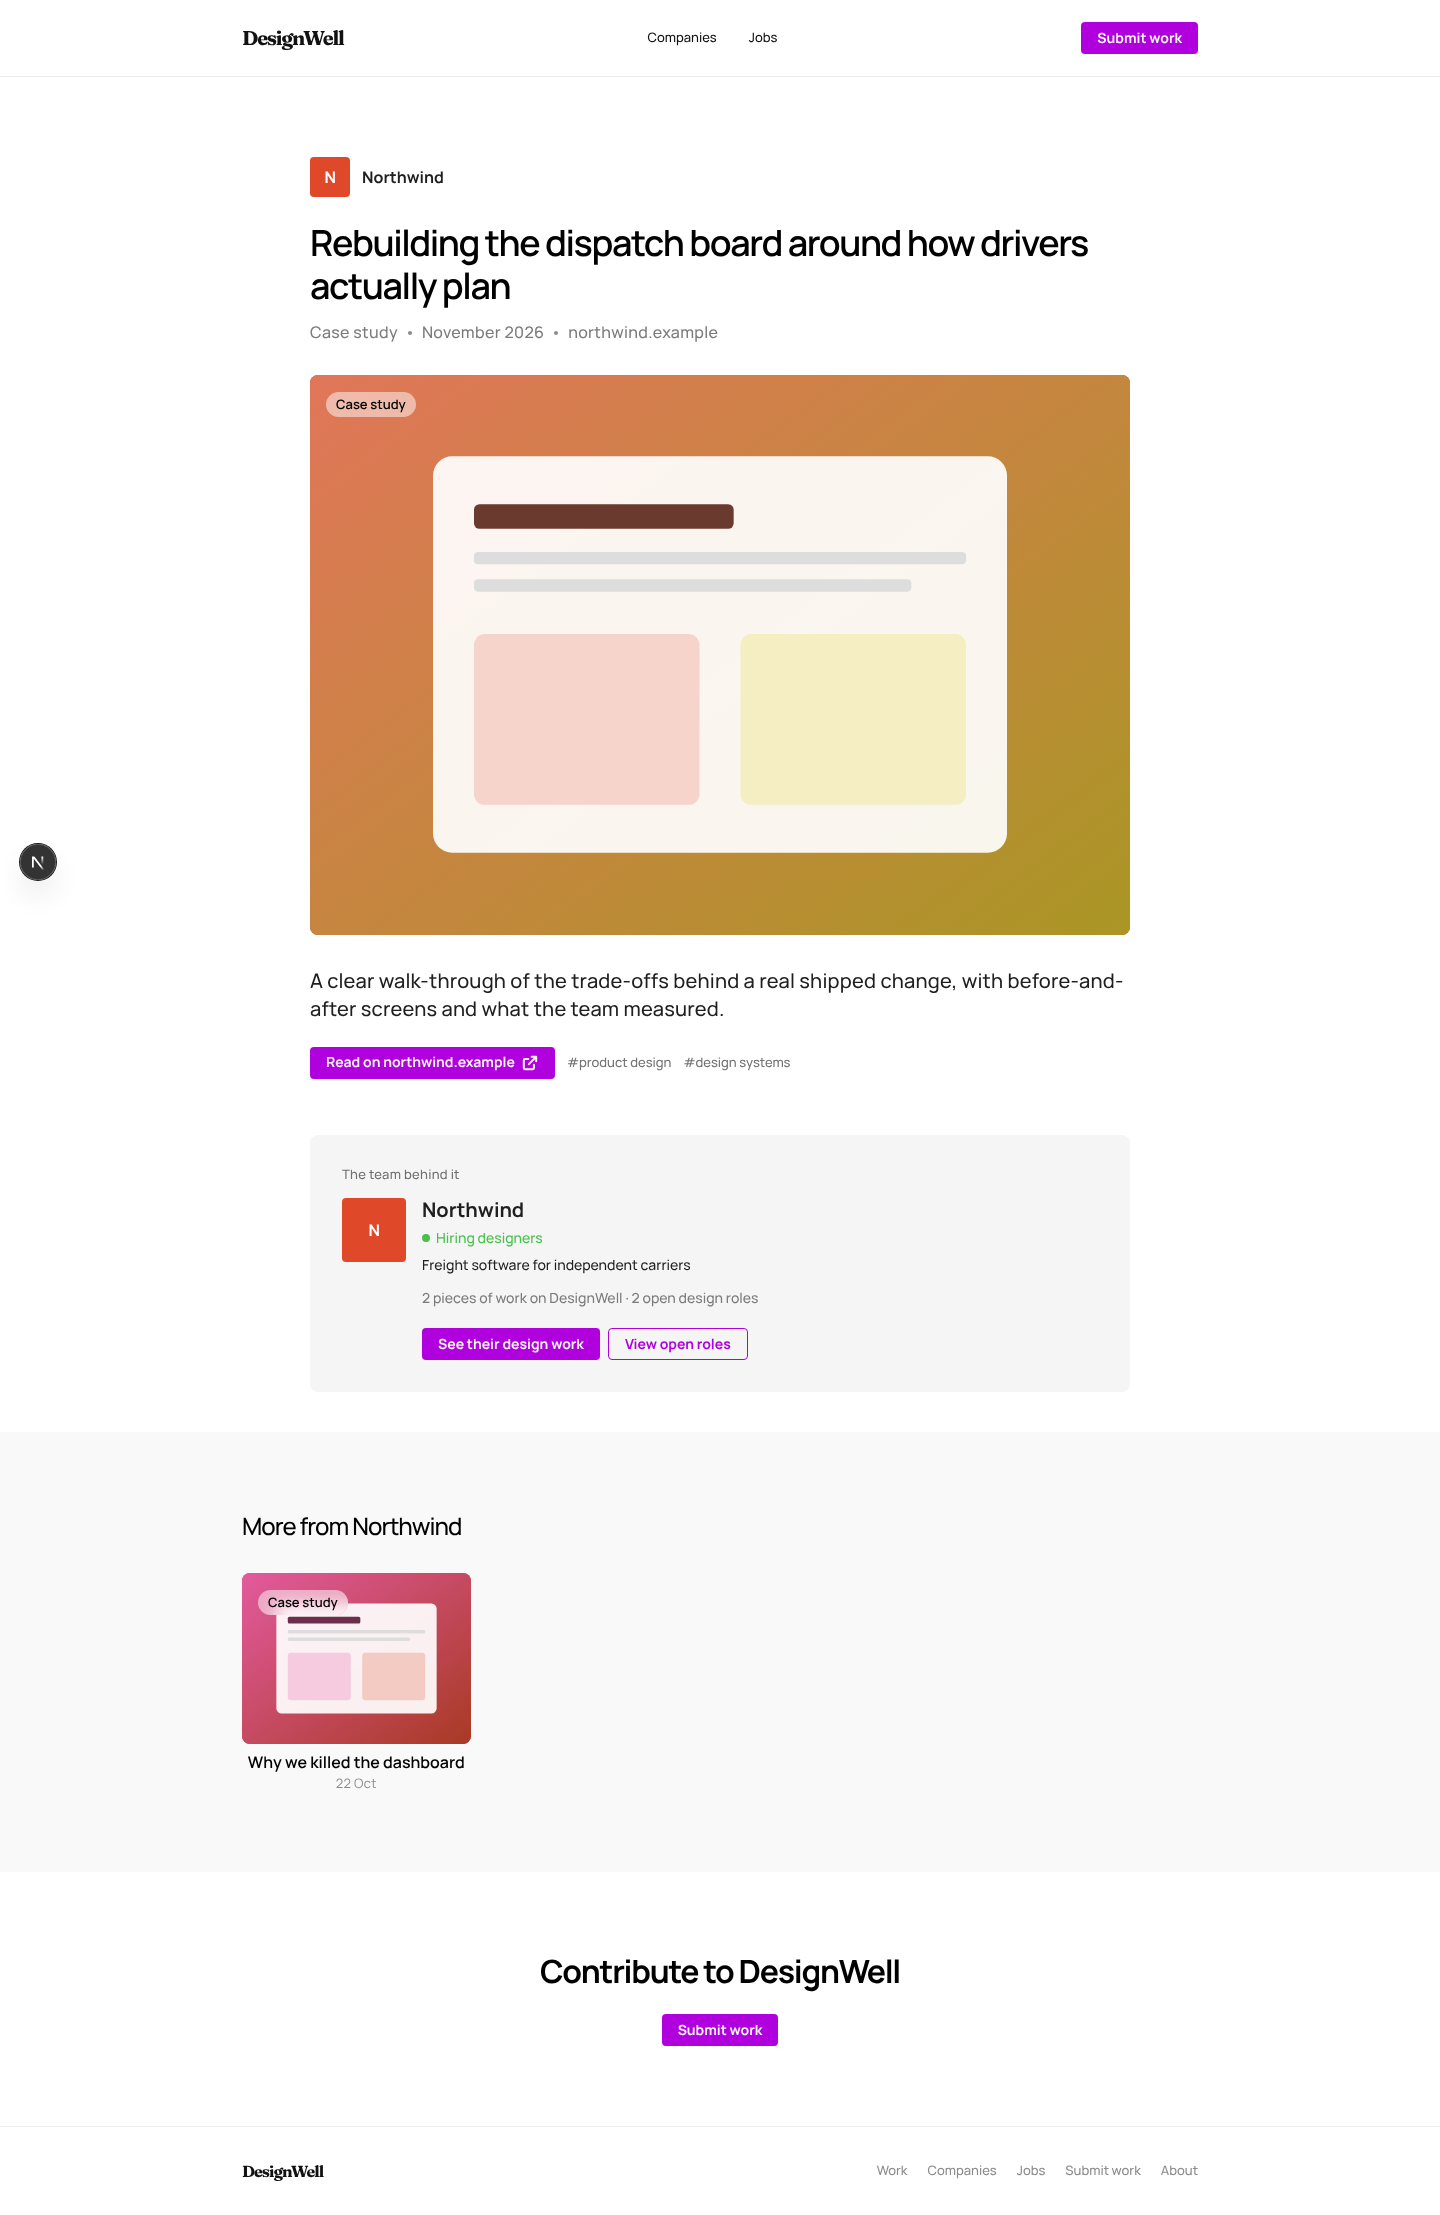 DesignWell
Companies
Jobs
Submit work
N
Northwind
Rebuilding the dispatch board around how drivers
actually plan
Case study • November 2026 • northwind.example
Case study
N
A clear walk-through of the trade-offs behind a real shipped change, with before-and-
after screens and what the team measured.
Read on northwind.example
#product design
#design systems
The team behind it
N
Northwind
Hiring designers
Freight software for independent carriers
2 pieces of work on DesignWell · 2 open design roles
See their design work
View open roles
More from Northwind
Case study
Why we killed the dashboard
22 Oct
Contribute to DesignWell
Submit work
DesignWell
Work
Companies
Jobs
Submit work
About